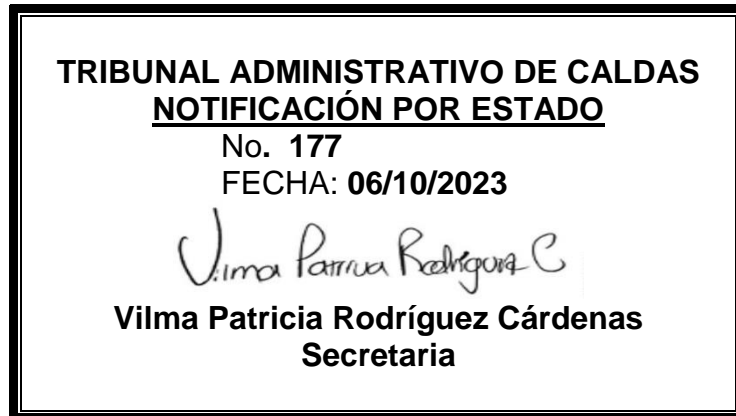 TRIBUNAL ADMINISTRATIVO DE CALDAS
NOTIFICACIÓN POR ESTADO
No. 177
FECHA: 06/10/2023
Vilma Patricia Rodríguez C
Vilma Patricia Rodríguez Cárdenas
Secretaria